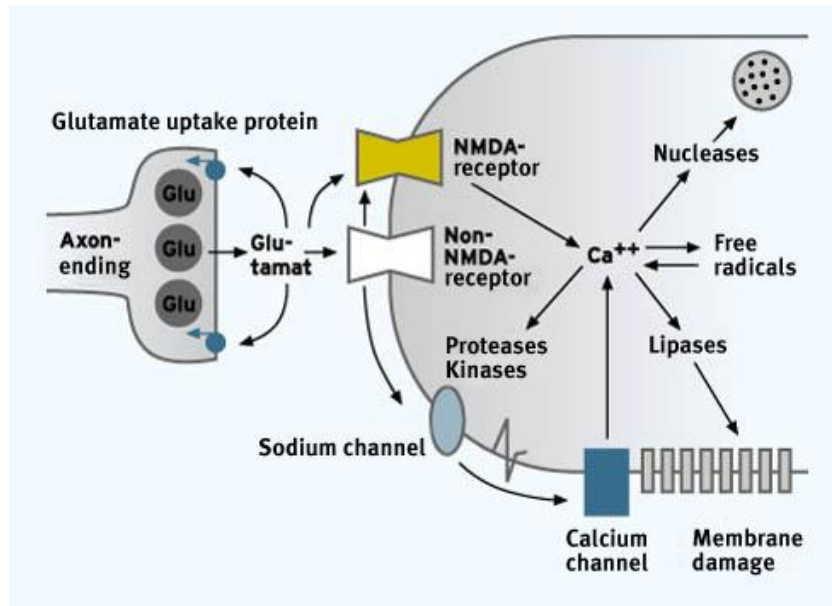 Glutamate uptake protein
Glu
Glu
Glu
Axon-
ending
Glu-
tamat
NMDA-
receptor
Non-
NMDA-
receptor
Nucleases
Ca++
Free
radicals
Proteases
Kinases
Lipases
Sodium channel
Calcium
channel
Membrane
damage